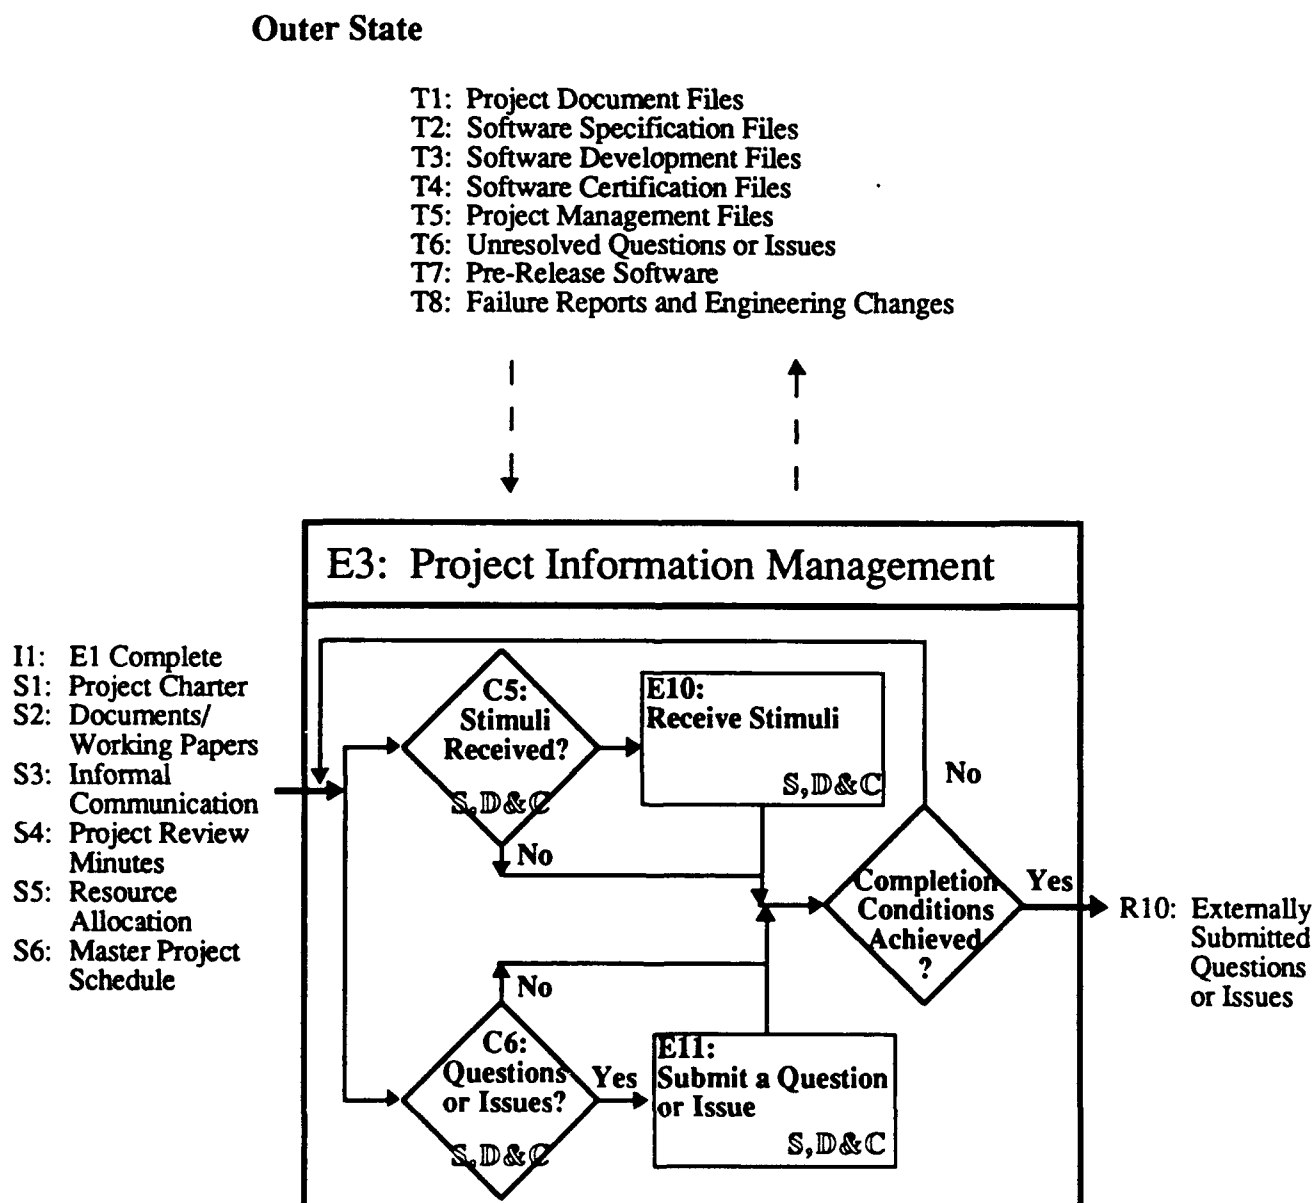 Outer State
T1: Project Document Files
T2: Software Specification Files
T3: Software Development Files
T4: Software Certification Files
T5: Project Management Files
T6: Unresolved Questions or Issues
T7: Pre-Release Software
T8: Failure Reports and Engineering Changes
E3: Project Information Management
I1: E1 Complete
S1: Project Charter
S2: Documents/
Working Papers
S3: Informal
Communication
S4: Project Review
Minutes
S5: Resource
Allocation
S6: Master Project
Schedule
C5:
Stimuli
Received?
S,D&C
No
E10:
Receive Stimuli
S,D&C
No
Completion
Conditions
Achieved
?
Yes
R10: Externally
Submitted
Questions
or Issues
No
C6:
Questions
or Issues?
S,D&C
Yes
E11:
Submit a Question
or Issue
S,D&C